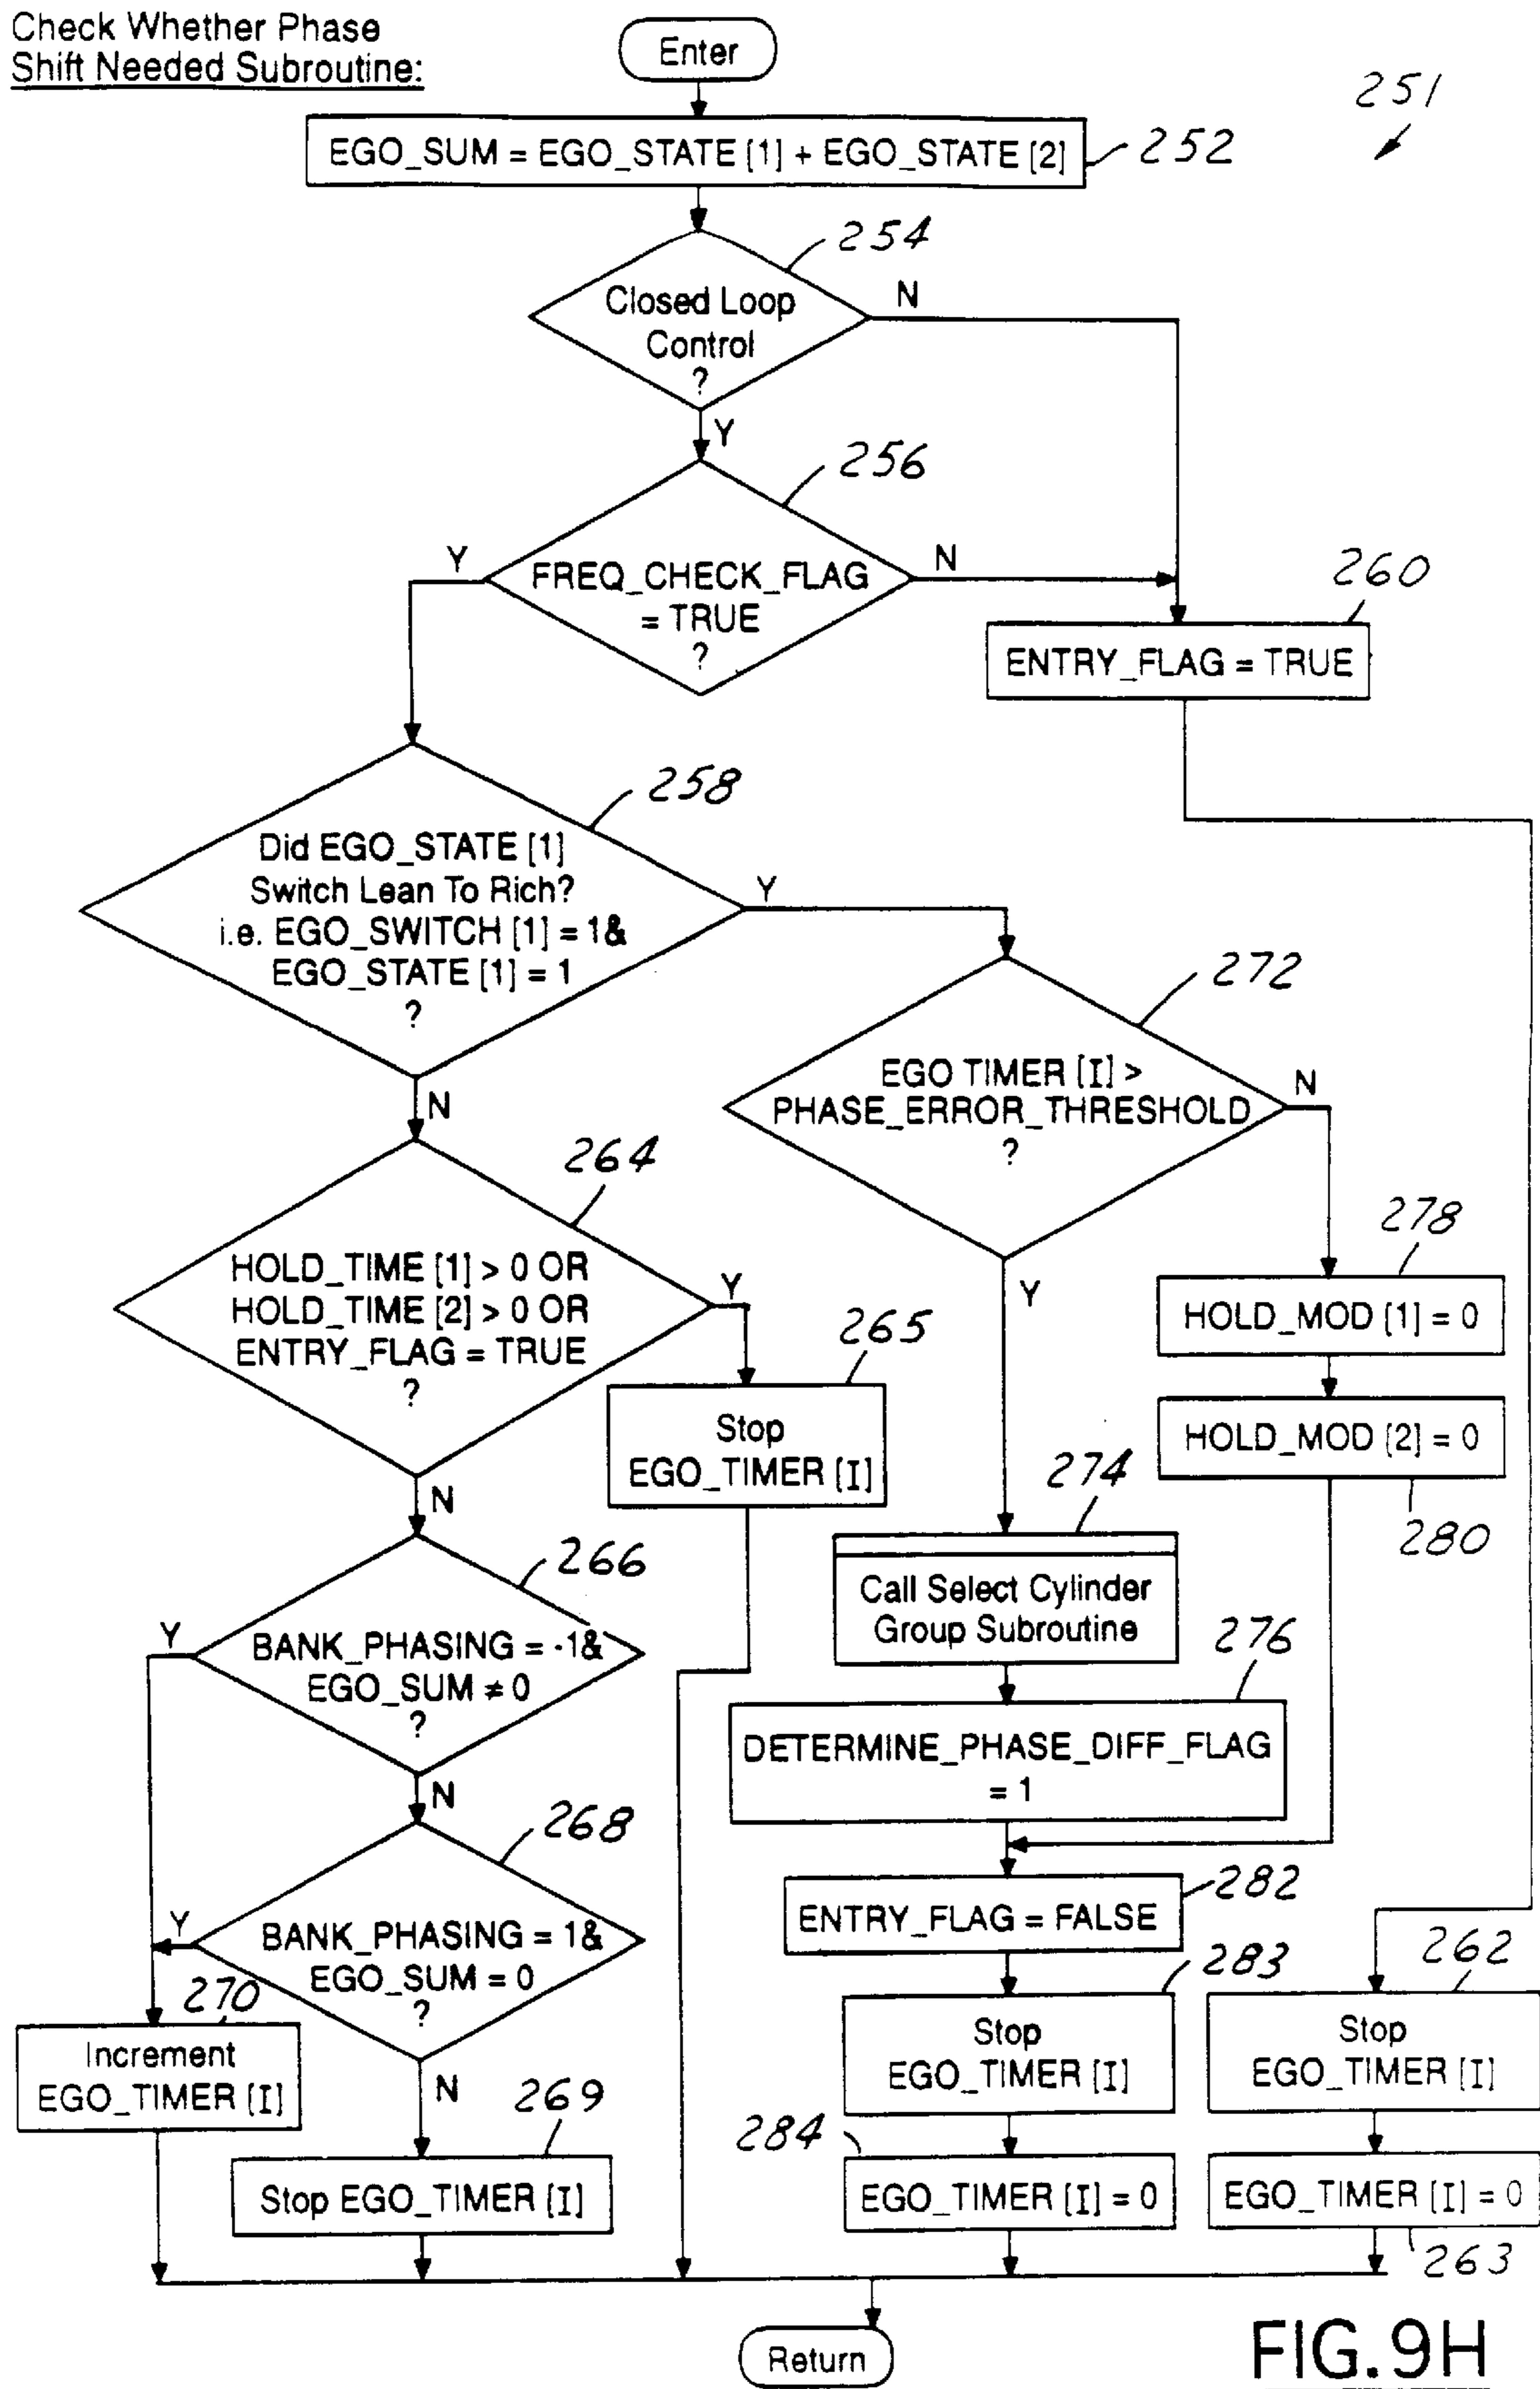 Check Whether Phase
Shift Needed Subroutine:
Enter
251
EGO_SUM = EGO_STATE [1] + EGO_STATE [2]
252
254
Closed Loop
Control
?
N
Y
256
FREQ_CHECK_FLAG
= TRUE
?
Y
N
260
ENTRY_FLAG = TRUE
258
Did EGO_STATE [1]
Switch Lean To Rich?
i.e. EGO_SWITCH [1] = 1&
EGO_STATE [1] = 1
?
Y
N
272
EGO TIMER [I] >
PHASE_ERROR_THRESHOLD
?
N
Y
264
HOLD_TIME [1] > 0 OR
HOLD_TIME [2] > 0 OR
ENTRY_FLAG = TRUE
?
Y
N
278
HOLD_MOD [1] = 0
265
Stop
EGO_TIMER [I]
HOLD_MOD [2] = 0
280
274
Call Select Cylinder
Group Subroutine
266
BANK_PHASING = -1&
EGO_SUM ≠ 0
?
Y
N
276
DETERMINE_PHASE_DIFF_FLAG
= 1
268
BANK_PHASING = 1&
EGO_SUM = 0
?
Y
N
282
ENTRY_FLAG = FALSE
270
Increment
EGO_TIMER [I]
283
Stop
EGO_TIMER [I]
262
Stop
EGO_TIMER [I]
269
Stop EGO_TIMER [I]
284
EGO_TIMER [I] = 0
EGO_TIMER [I] = 0
263
Return
FIG.9H